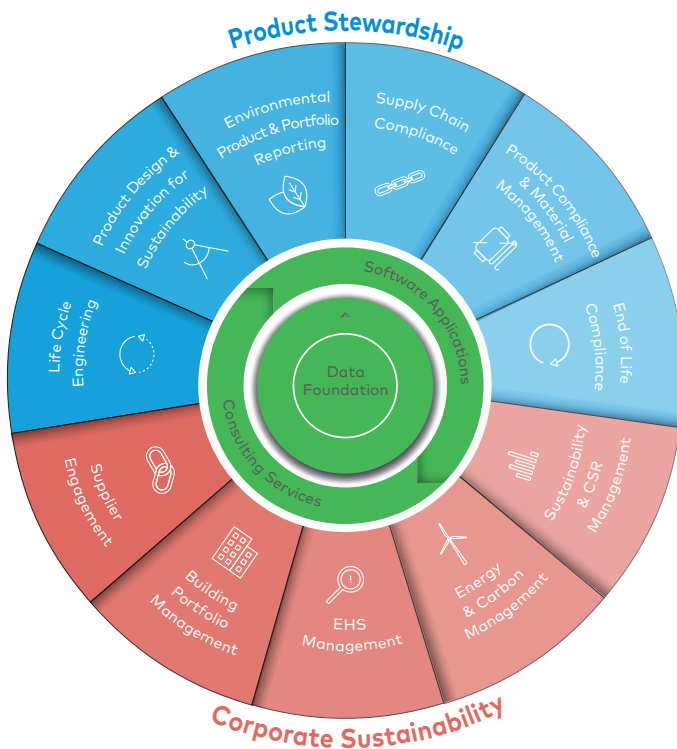 Product Stewardship
Environmental
Product & Portfolio
Reporting
Supply Chain
Compliance
Product Compliance
& Material
Management
End of Life
Compliance
Product Design &
Innovation for
Sustainability
Life Cycle
Engineering
Software Applications
Data
Foundation
Consulting Services
Supplier
Engagement
Building
Portfolio
Management
EHS
Management
Energy
& Carbon
Management
Sustainability
& CSR
Management
Corporate Sustainability